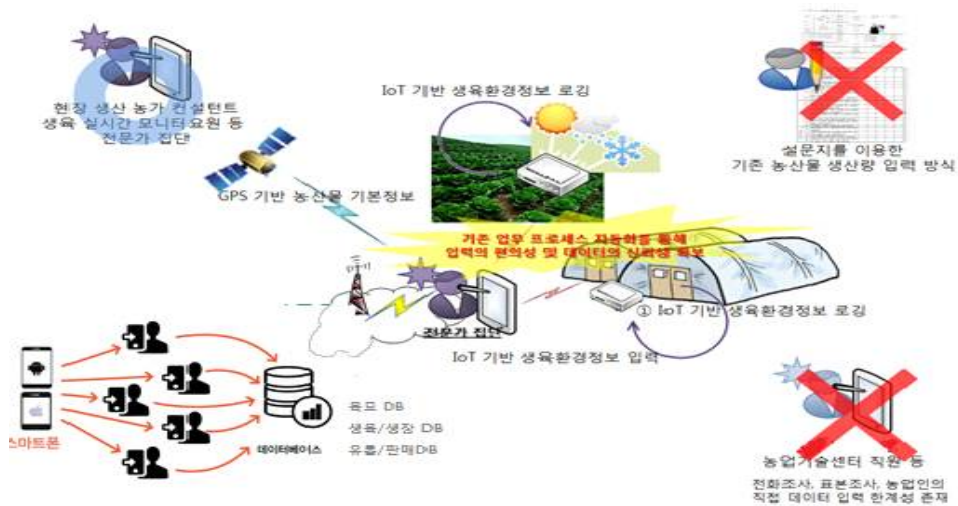 현장 생산 농가 컨설턴트
생육 실시간 모니터요원 등
전문가 집단
IoT 기반 생육환경정보 로깅
설문지를 이용한
기존 농산물 생산량 입력 방식
GPS 기반 농산물 기본정보
기존 업무 프로세스 자동화를 통해
입력의 편의성 및 데이터의 신뢰성 확보
① IoT 기반 생육환경정보 로깅
전문가 집단
IoT 기반 생육환경정보 입력
스마트폰
데이터베이스
육묘 DB
생육/생장 DB
유통/판매DB
농업기술센터 직원 등
전화조사, 표본조사, 농업인의
직접 데이터 입력 한계성 존재